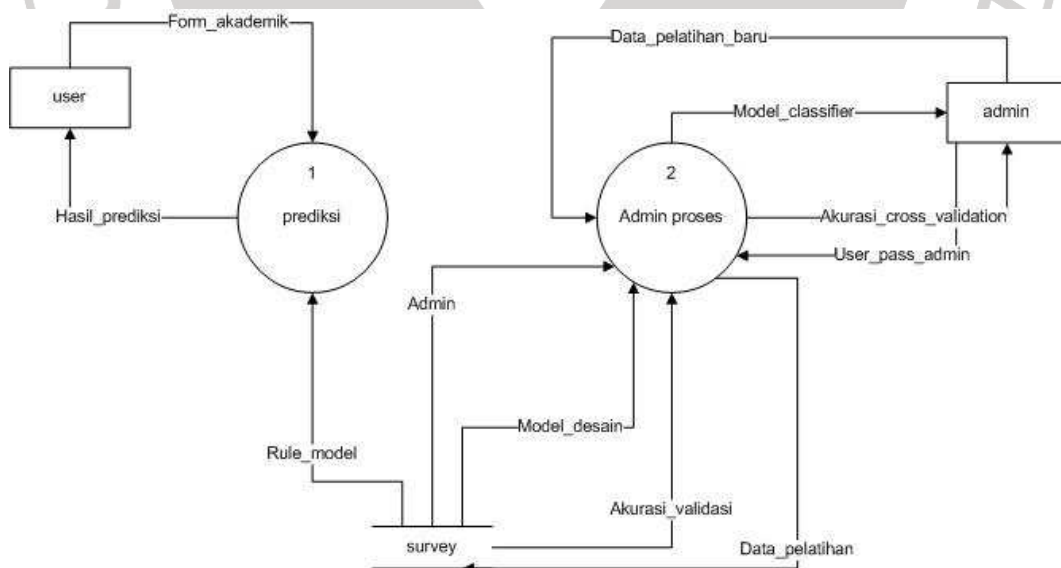 Form_akademik
Data_pelatihan_baru
user
admin
Model_classifier
1
prediksi
2
Admin proses
Hasil_prediksi
Akurasi_cross_validation
User_pass_admin
Admin
Model_desain
Rule_model
Akurasi_validasi
survey
Data_pelatihan